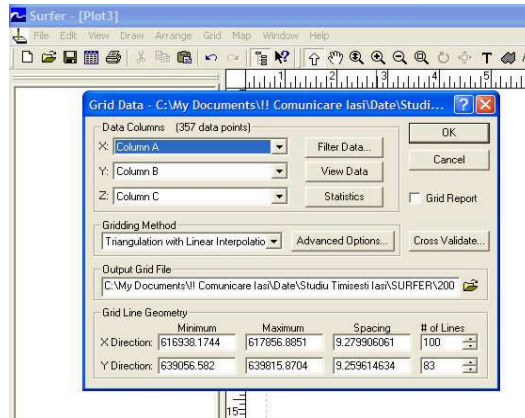 Surfer - [Plot3]
File Edit View Draw Arrange Grid Map Window Help
Grid Data - C:\My Documents\!! Comunicare Iasi\Date\Studi...
Data Columns (357 data points)
OK
X: Column A
Filter Data...
Cancel
Y: Column B
View Data
Z: Column C
Statistics
Grid Report
Gridding Method
Triangulation with Linear Interpolatio
Advanced Options...
Cross Validate...
Output Grid File
C:\My Documents\!! Comunicare Iasi\Date\Studiu Timisesti Iasi\SURFER\200
Grid Line Geometry
Minimum Maximum Spacing # of Lines
X Direction: 616938.1744 617856.8851 9.279906061 100
Y Direction: 639056.582 639815.8704 9.259614634 83
15